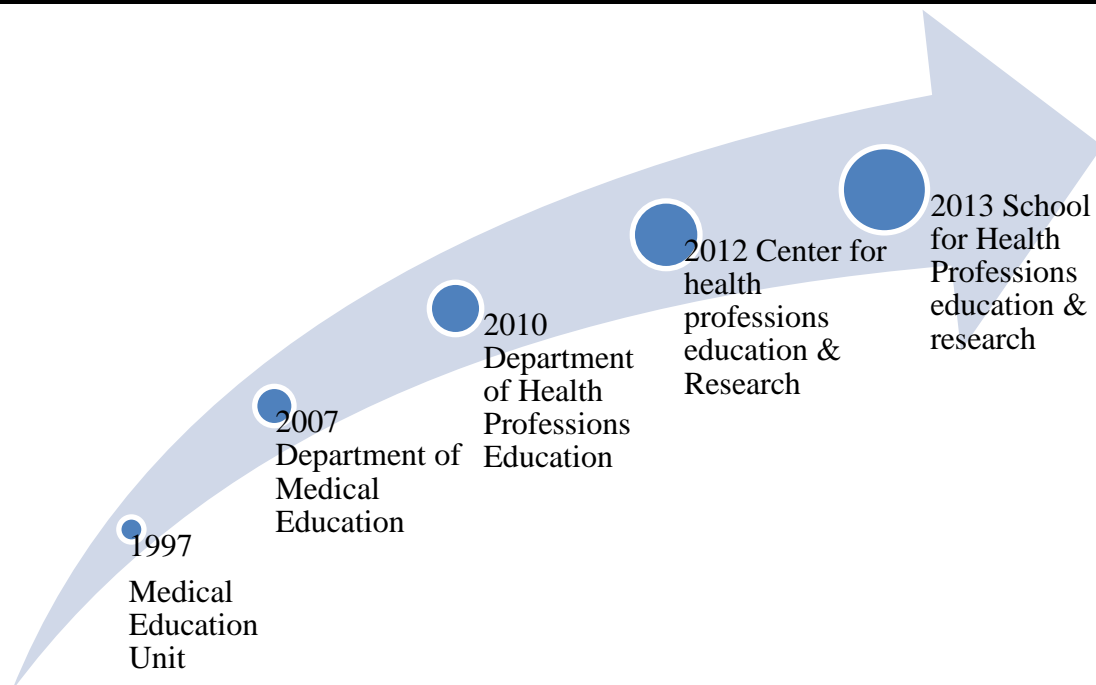 1997
Medical
Education
Unit
2007
Department of
Medical
Education
2010
Department
of Health
Professions
Education
2012 Center for
health
professions
education &
Research
2013 School
for Health
Professions
education &
research